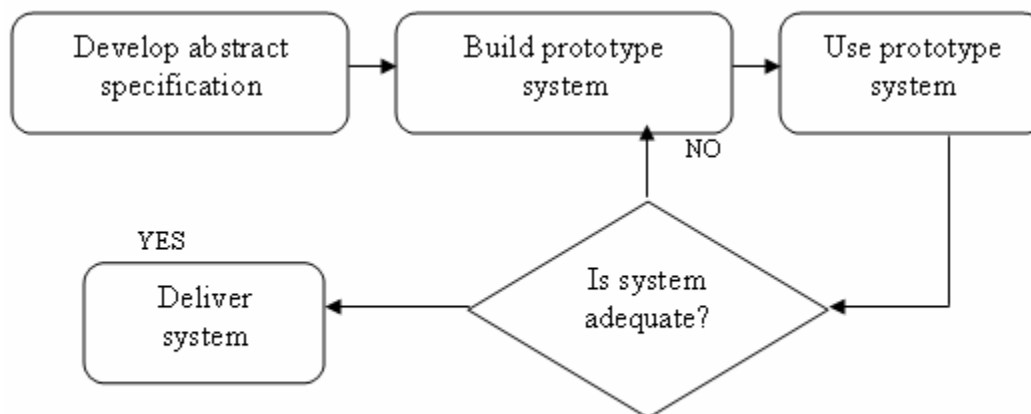 Develop abstract
specification
Build prototype
system
Use prototype
system
NO
YES
Is system
adequate?
Deliver
system